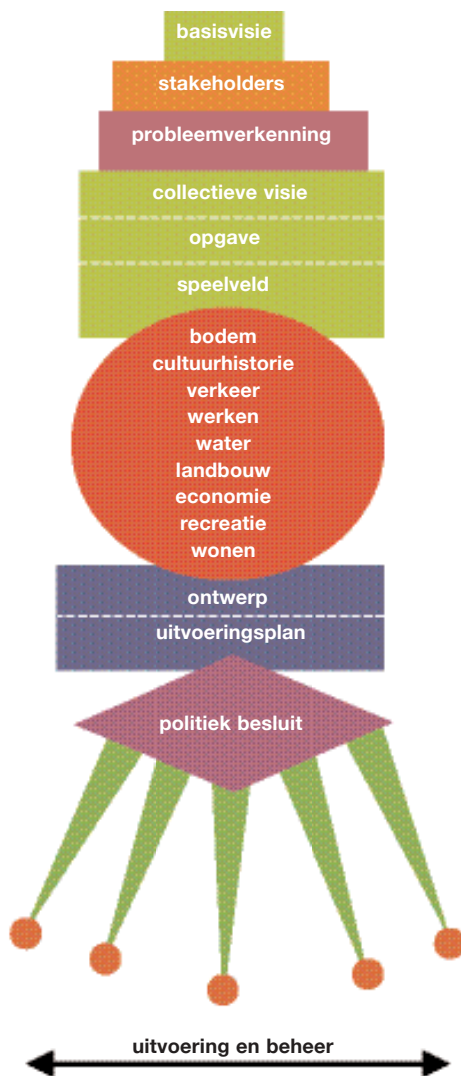 basisvisie
stakeholders
probleemverkenning
collectieve visie
opgave
speelveld
bodem
cultuurhistorie
verkeer
werken
water
landbouw
economie
recreatie
wonen
ontwerp
uitvoeringsplan
politiek besluit
uitvoering en beheer